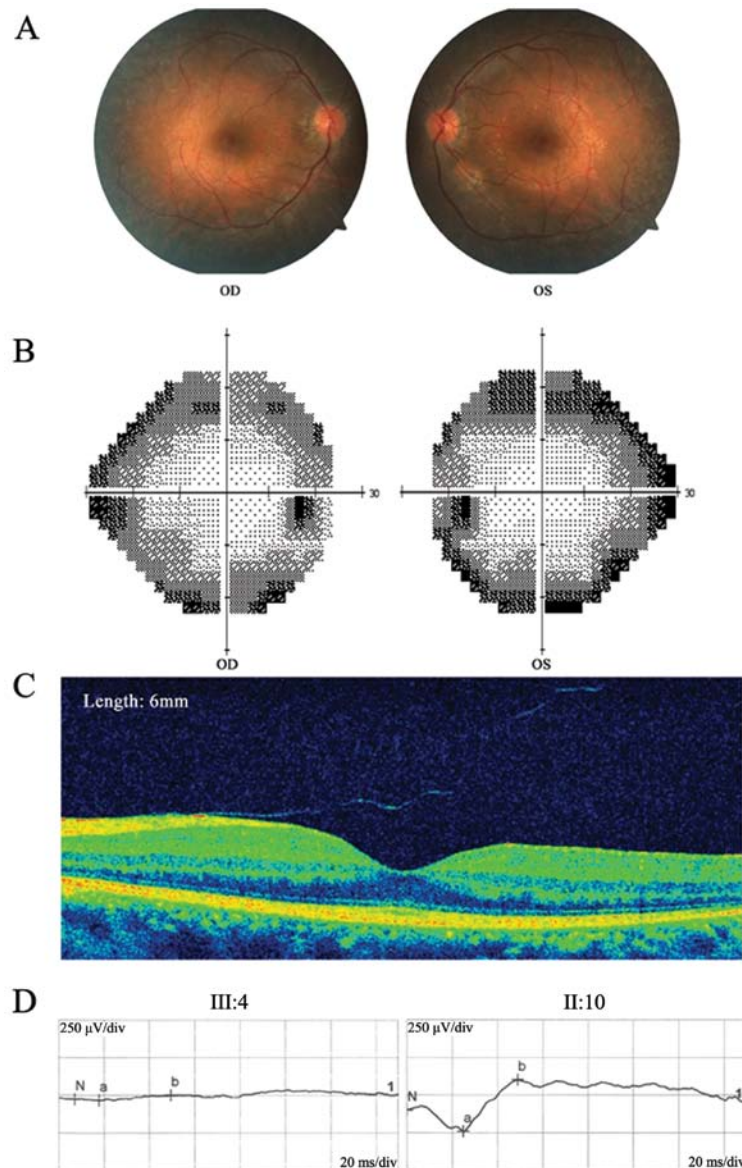 A
OD OS
B
30 30
OD OS
C
Length: 6mm
D
III:4 II:10
250 μV/div 250 μV/div
N a b 1 N a b 1
20 ms/div 20 ms/div